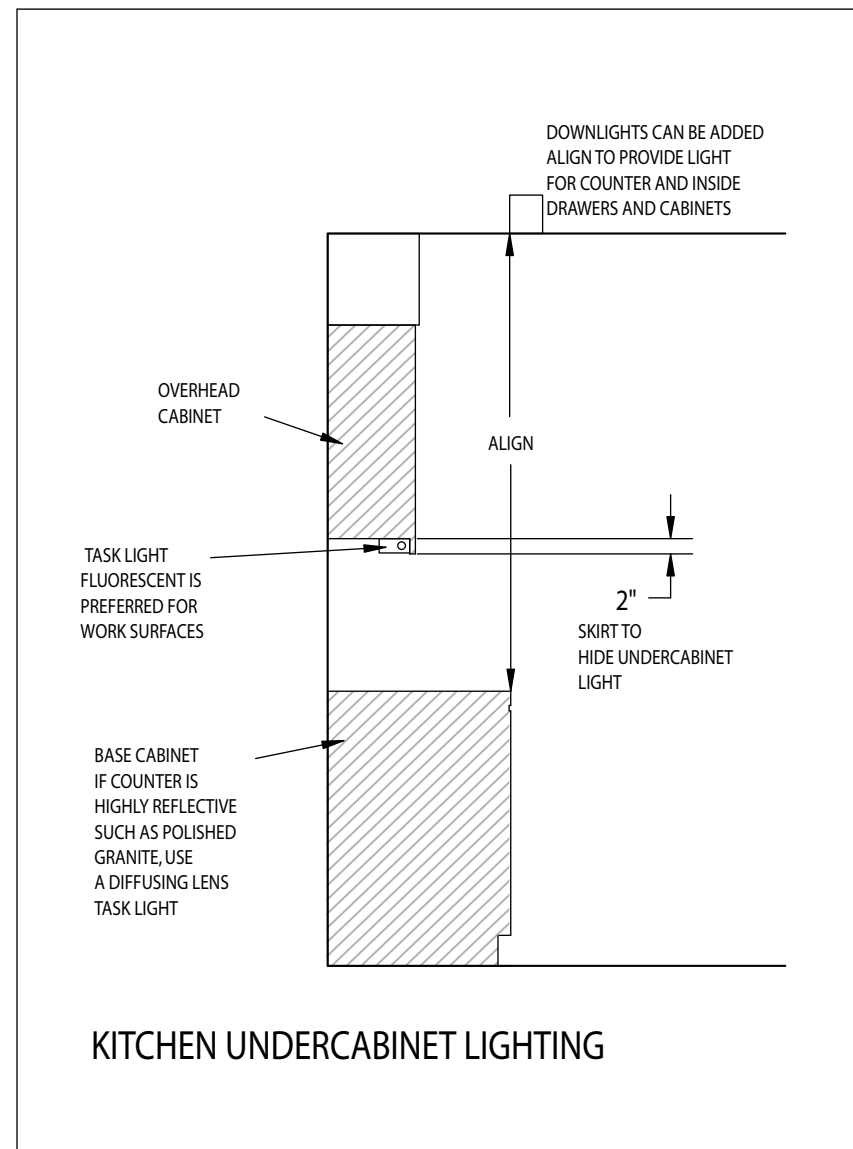 DOWNLIGHTS CAN BE ADDED
ALIGN TO PROVIDE LIGHT
FOR COUNTER AND INSIDE
DRAWERS AND CABINETS
OVERHEAD
CABINET
ALIGN
TASK LIGHT
FLUORESCENT IS
PREFERRED FOR
WORK SURFACES
2"
SKIRT TO
HIDE UNDERCABINET
LIGHT
BASE CABINET
IF COUNTER IS
HIGHLY REFLECTIVE
SUCH AS POLISHED
GRANITE, USE
A DIFFUSING LENS
TASK LIGHT
KITCHEN UNDERCABINET LIGHTING